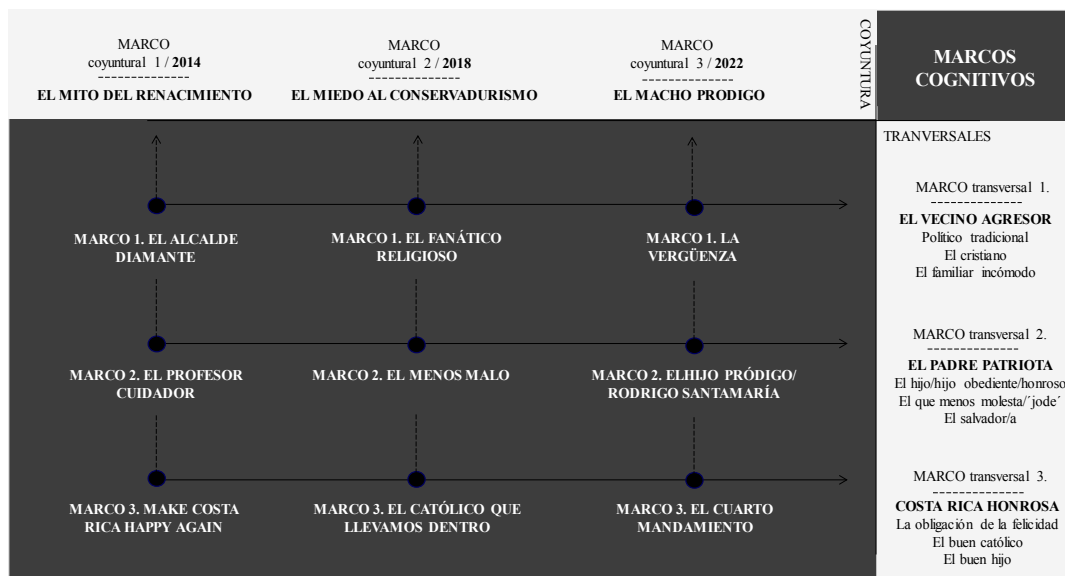 MARCO
coyuntural 1 / 2014
--------------
EL MITO DEL RENACIMIENTO
MARCO
coyuntural 2 / 2018
--------------
EL MIEDO AL CONSERVADURISMO
MARCO
coyuntural 3 / 2022
--------------
EL MACHO PRODIGO
COYUNTURA
MARCOS
COGNITIVOS
TRANVERSALES
MARCO 1. EL ALCALDE
DIAMANTE
MARCO 1. EL FANÁTICO
RELIGIOSO
MARCO 1. LA
VERGÜENZA
MARCO transversal 1.
--------------
EL VECINO AGRESOR
Político tradicional
El cristiano
El familiar incómodo
MARCO 2. EL PROFESOR
CUIDADOR
MARCO 2. EL MENOS MALO
MARCO 2. ELHIJO PRÓDIGO/
RODRIGO SANTAMARÍA
MARCO transversal 2.
--------------
EL PADRE PATRIOTA
El hijo/hijo obediente/honroso
El que menos molesta/´jode´
El salvador/a
MARCO 3. MAKE COSTA
RICA HAPPY AGAIN
MARCO 3. EL CATÓLICO QUE
LLEVAMOS DENTRO
MARCO 3. EL CUARTO
MANDAMIENTO
MARCO transversal 3.
--------------
COSTA RICA HONROSA
La obligación de la felicidad
El buen católico
El buen hijo